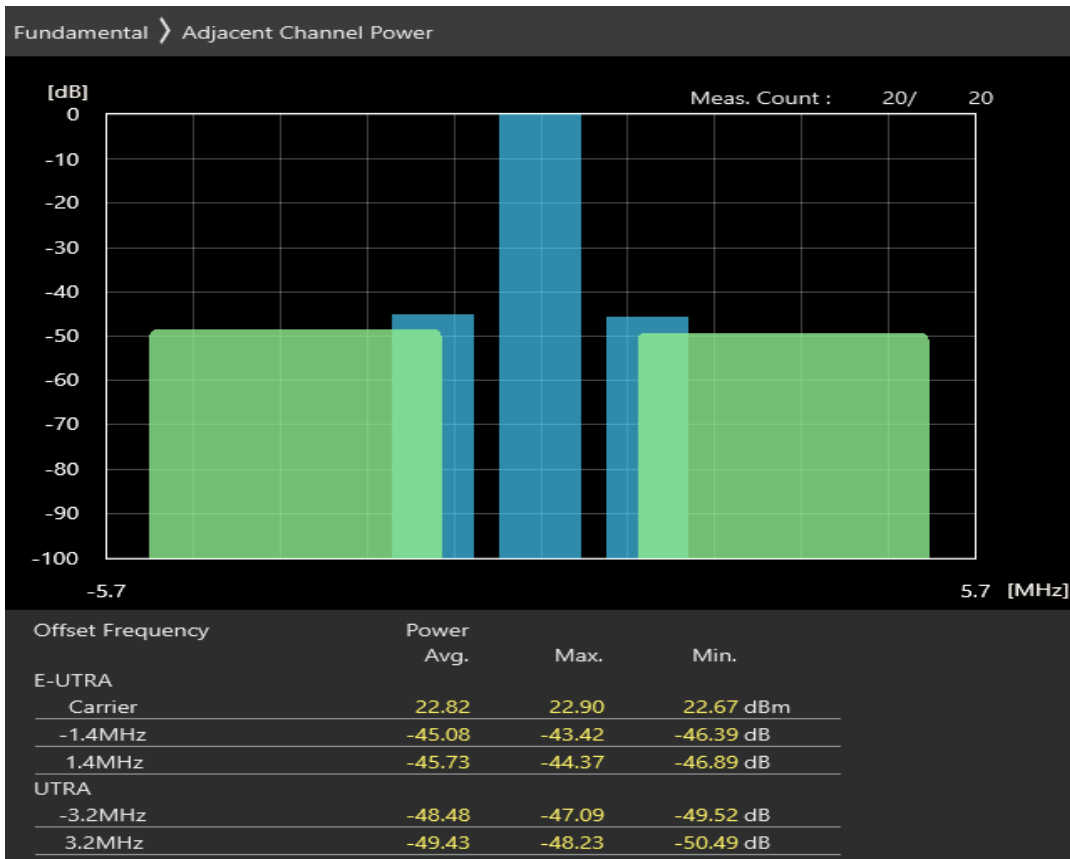 Fundamental 〉 Adjacent Channel Power
[dB]
Meas. Count : 20/ 20
0
-10
-20
-30
-40
-50
-60
-70
-80
-90
-100
-5.7 5.7 [MHz]
Offset Frequency Power
Avg. Max. Min.
E-UTRA
Carrier 22.82 22.90 22.67 dBm
-1.4MHz -45.08 -43.42 -46.39 dB
1.4MHz -45.73 -44.37 -46.89 dB
UTRA
-3.2MHz -48.48 -47.09 -49.52 dB
3.2MHz -49.43 -48.23 -50.49 dB